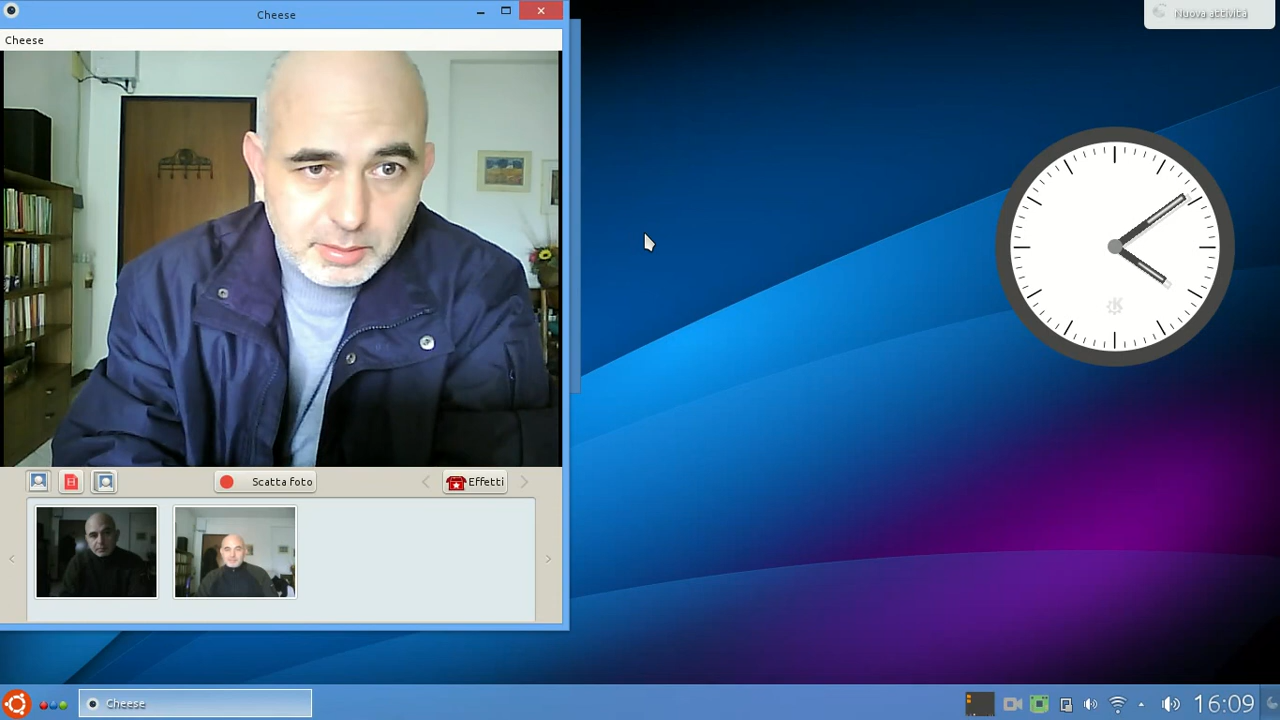 Cheese
Nuova attività
Cheese
Scatta foto
Effetti
Cheese
16:09